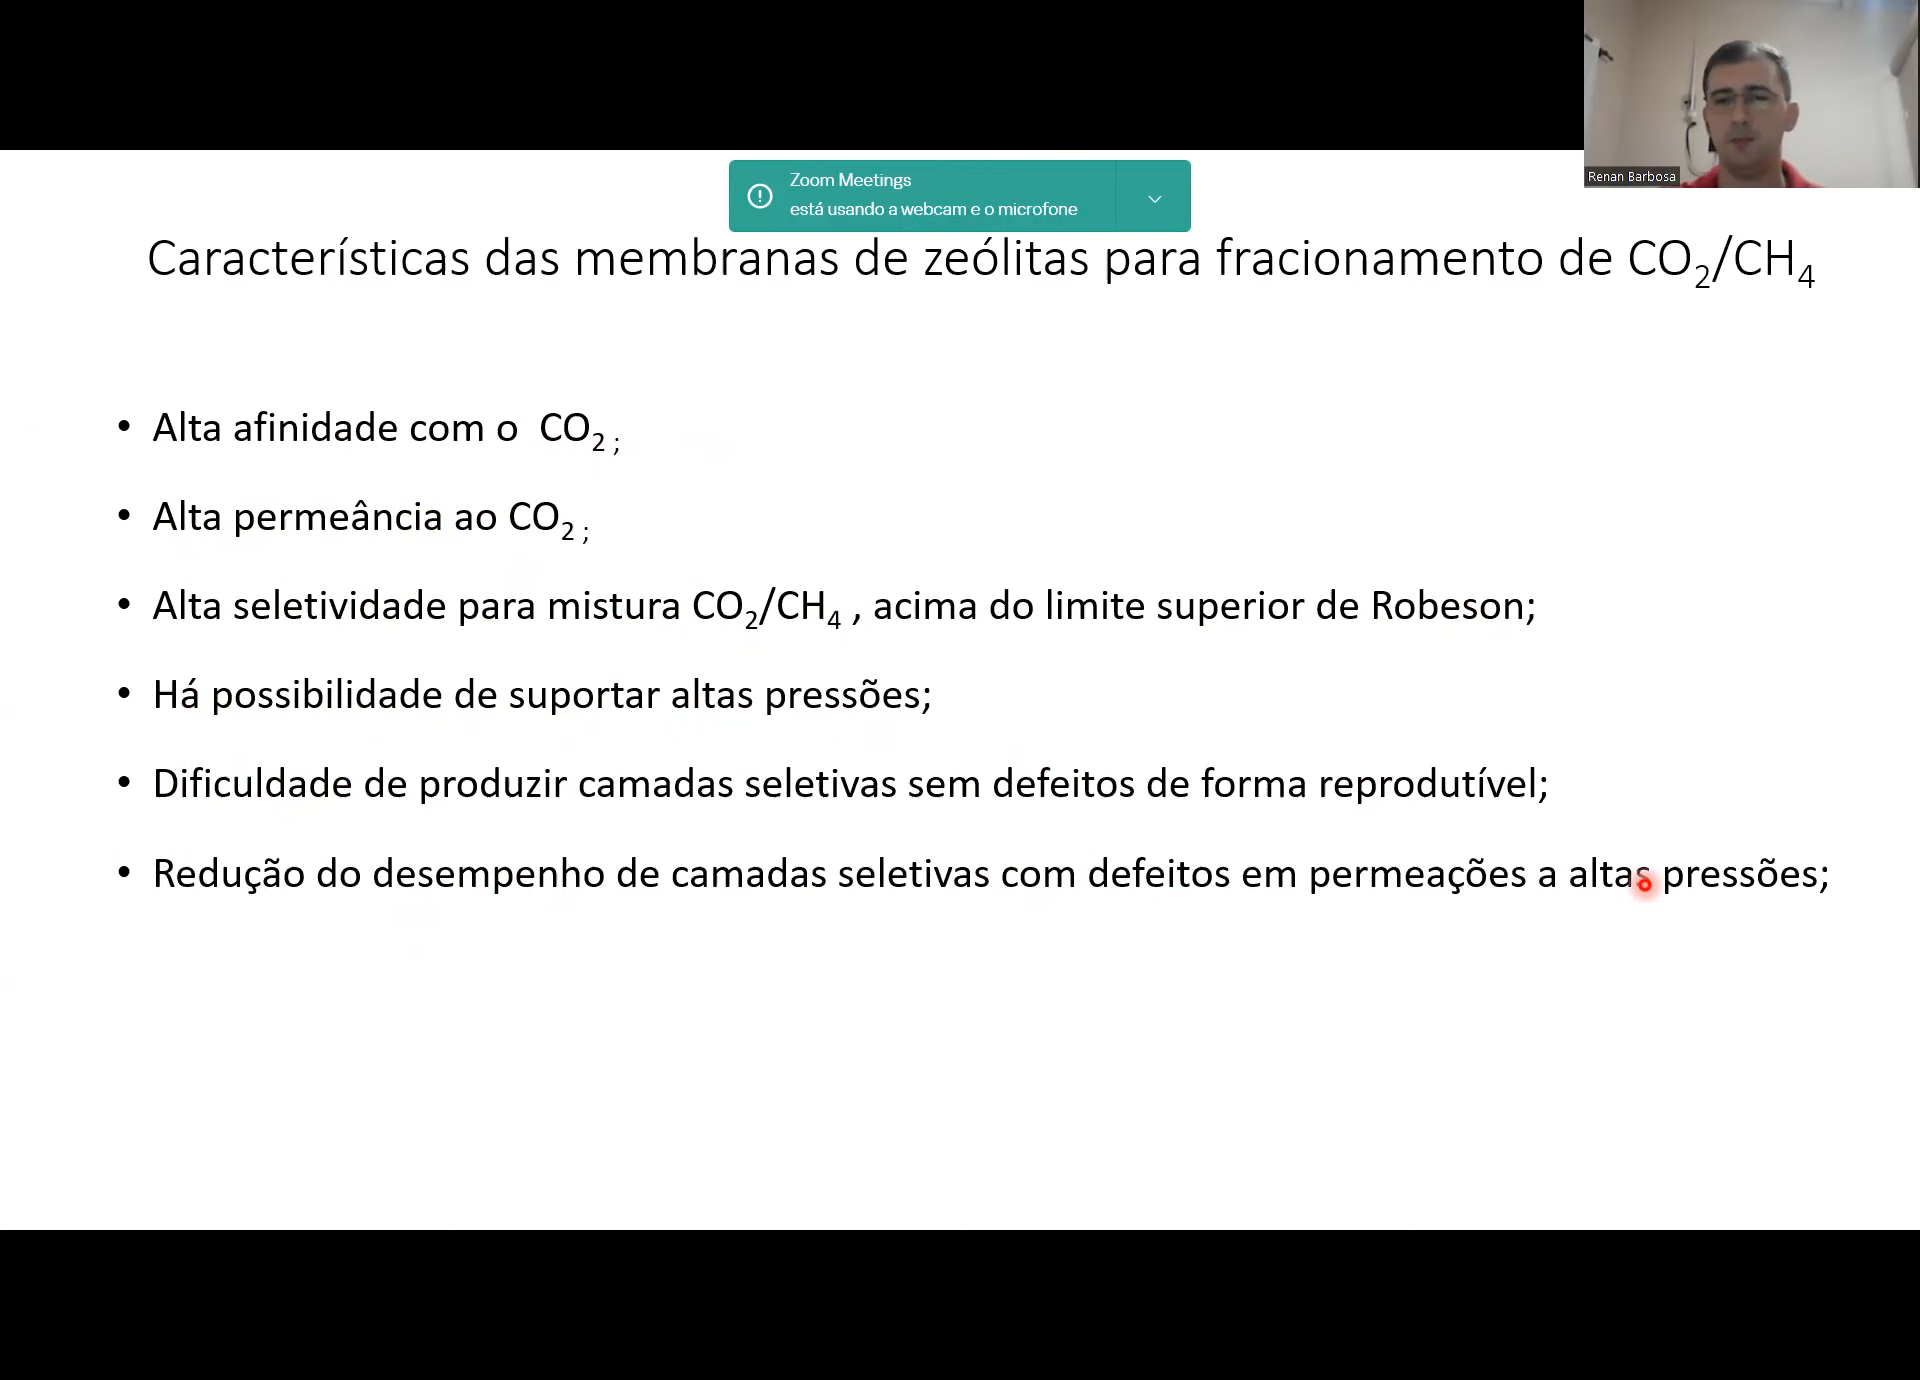 Renan Barbosa
Zoom Meetings
está usando a webcam e o microfone
Características das membranas de zeólitas para fracionamento de CO₂/CH₄
• Alta afinidade com o CO₂ ;
• Alta permeância ao CO₂ ;
• Alta seletividade para mistura CO₂/CH₄ , acima do limite superior de Robeson;
• Há possibilidade de suportar altas pressões;
• Dificuldade de produzir camadas seletivas sem defeitos de forma reprodutível;
• Redução do desempenho de camadas seletivas com defeitos em permeações a altas pressões;